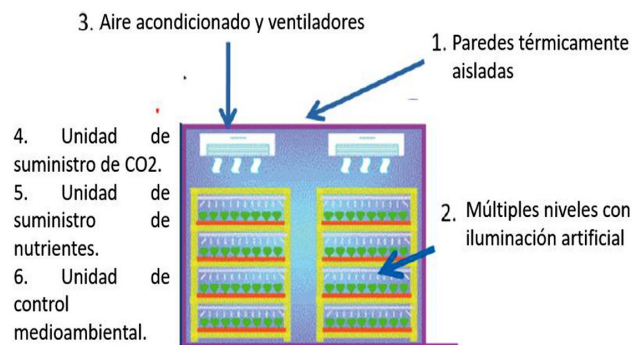 3. Aire acondicionado y ventiladores
1. Paredes térmicamente
aisladas
4. Unidad de
suministro de CO2.
5. Unidad de
suministro de
nutrientes.
6. Unidad de
control
medioambiental.
2. Múltiples niveles con
iluminación artificial